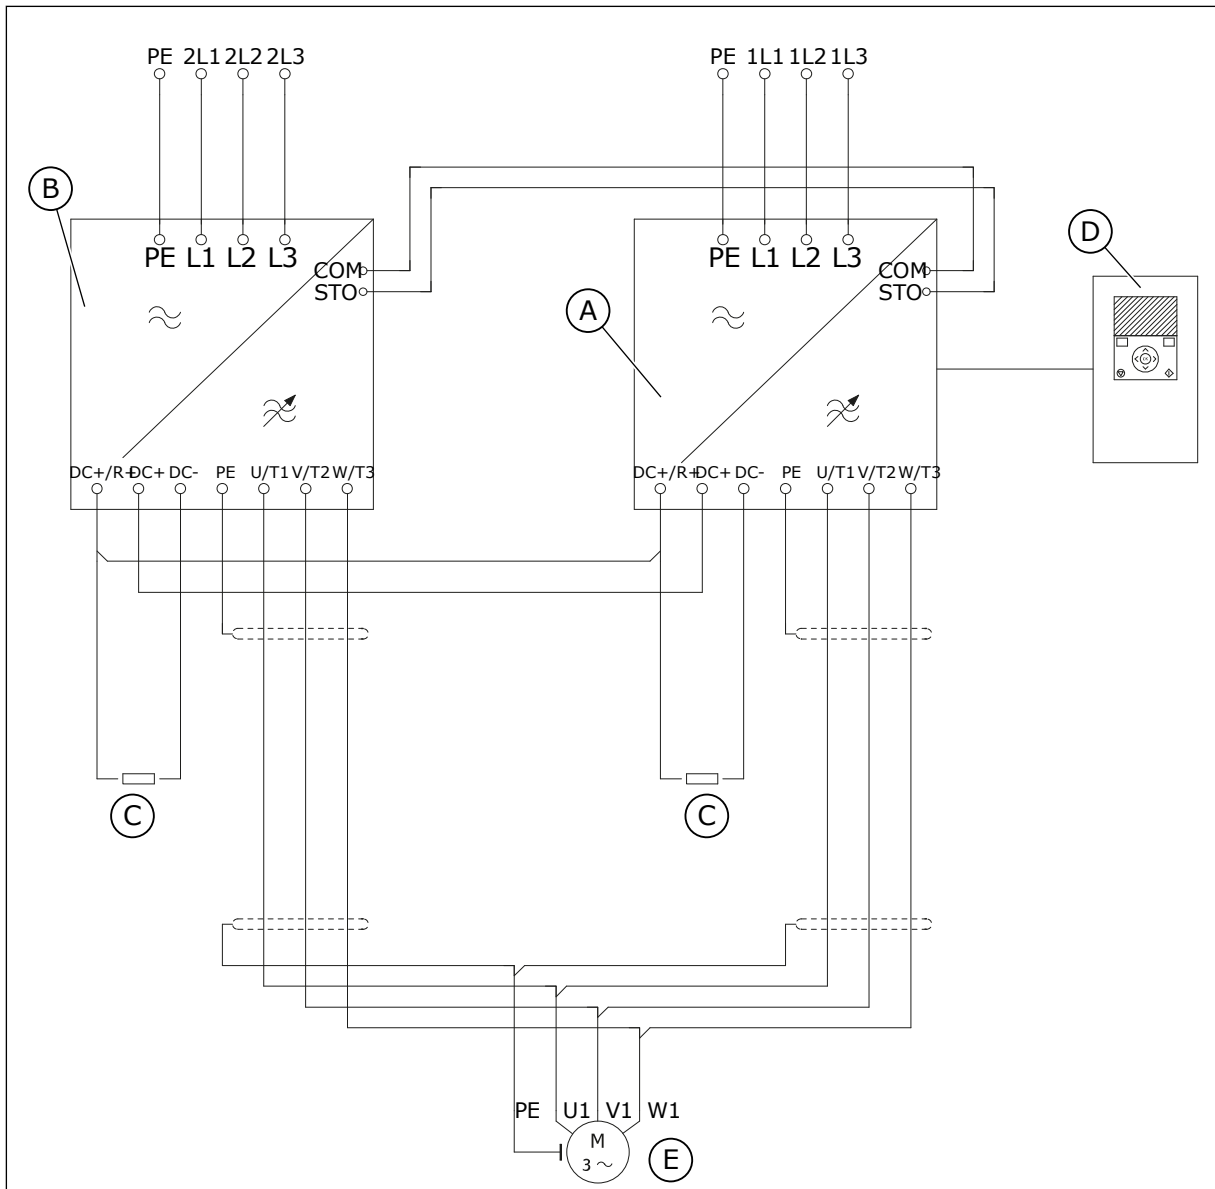 PE 2L1 2L2 2L3
PE 1L1 1L2 1L3
B
D
PE L1 L2 L3
COM
STO
PE L1 L2 L3
COM
STO
A
OK
DC+/R+ DC+ DC- PE U/T1 V/T2 W/T3
DC+/R+ DC+ DC- PE U/T1 V/T2 W/T3
C
C
PE U1 V1 W1
M
3 ~
E